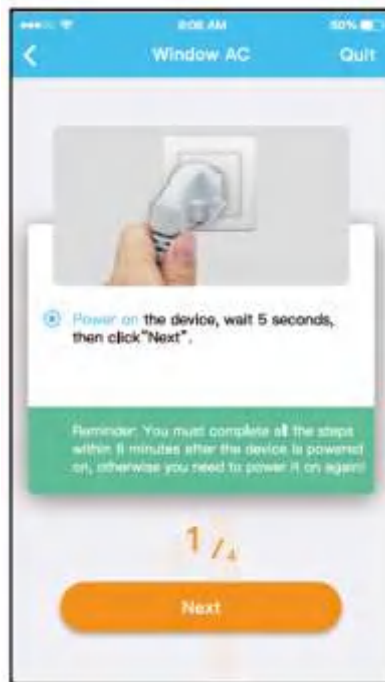 9:08 AM
50%
Window AC
Quit
Power on the device, wait 5 seconds,
then click"Next".
Reminder: You must complete all the steps
within 8 minutes after the device is powered
on, otherwise you need to power it on again!
1/4
Next